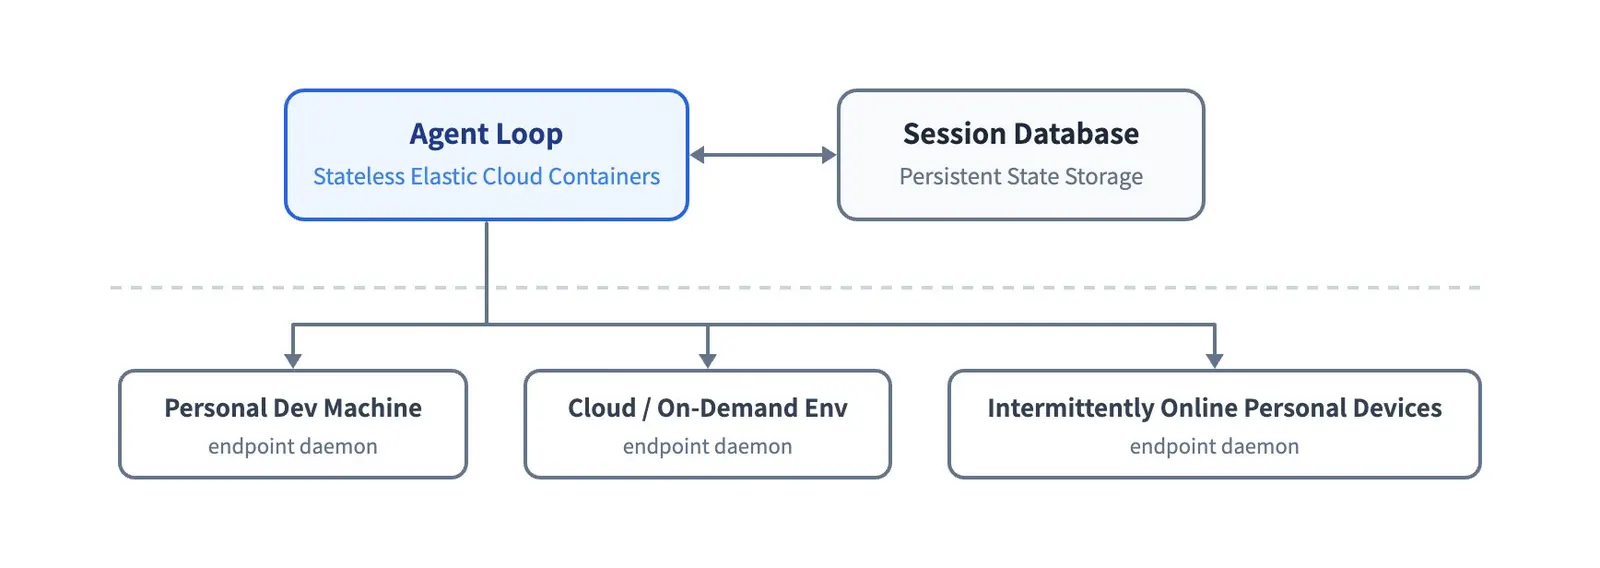 Agent Loop
Stateless Elastic Cloud Containers
Session Database
Persistent State Storage
Personal Dev Machine
endpoint daemon
Cloud / On-Demand Env
endpoint daemon
Intermittently Online Personal Devices
endpoint daemon